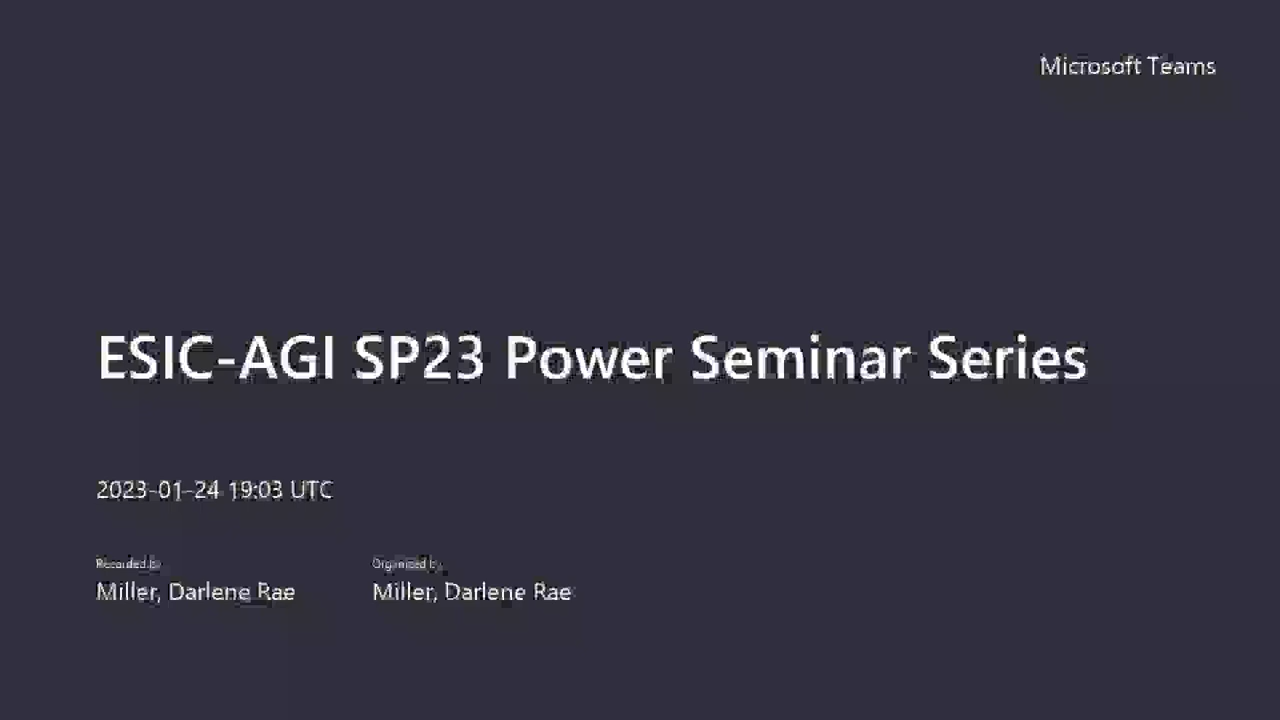 Microsoft Teams
ESIC-AGI SP23 Power Seminar Series
2023-01-24 19:03 UTC
Recorded by
Organized by
Miller, Darlene Rae
Miller, Darlene Rae